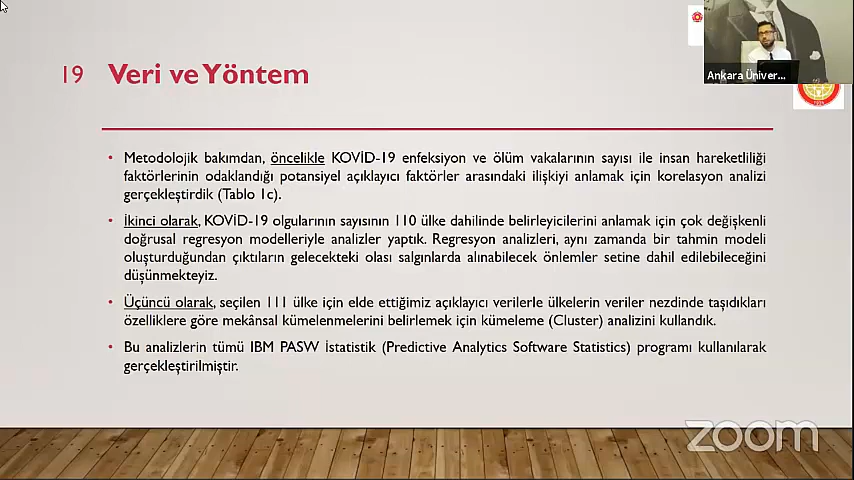 19 Veri ve Yöntem
Ankara Üniver...
• Metodolojik bakımdan, öncelikle KOVİD-19 enfeksiyon ve ölüm vakalarının sayısı ile insan hareketliliği
faktörlerinin odaklandığı potansiyel açıklayıcı faktörler arasındaki ilişkiyi anlamak için korelasyon analizi
gerçekleştirdik (Tablo 1c).
• İkinci olarak, KOVİD-19 olgularının sayısının 110 ülke dahilinde belirleyicilerini anlamak için çok değişkenli
doğrusal regresyon modelleriyle analizler yaptık. Regresyon analizleri, aynı zamanda bir tahmin modeli
oluşturduğundan çıktıların gelecekteki olası salgınlarda alınabilecek önlemler setine dahil edilebileceğini
düşünmekteyiz.
• Üçüncü olarak, seçilen 111 ülke için elde ettiğimiz açıklayıcı verilerle ülkelerin veriler nezdinde taşıdıkları
özelliklere göre mekânsal kümelenmelerini belirlemek için kümeleme (Cluster) analizini kullandık.
• Bu analizlerin tümü IBM PASW İstatistik (Predictive Analytics Software Statistics) programı kullanılarak
gerçekleştirilmiştir.
zoom